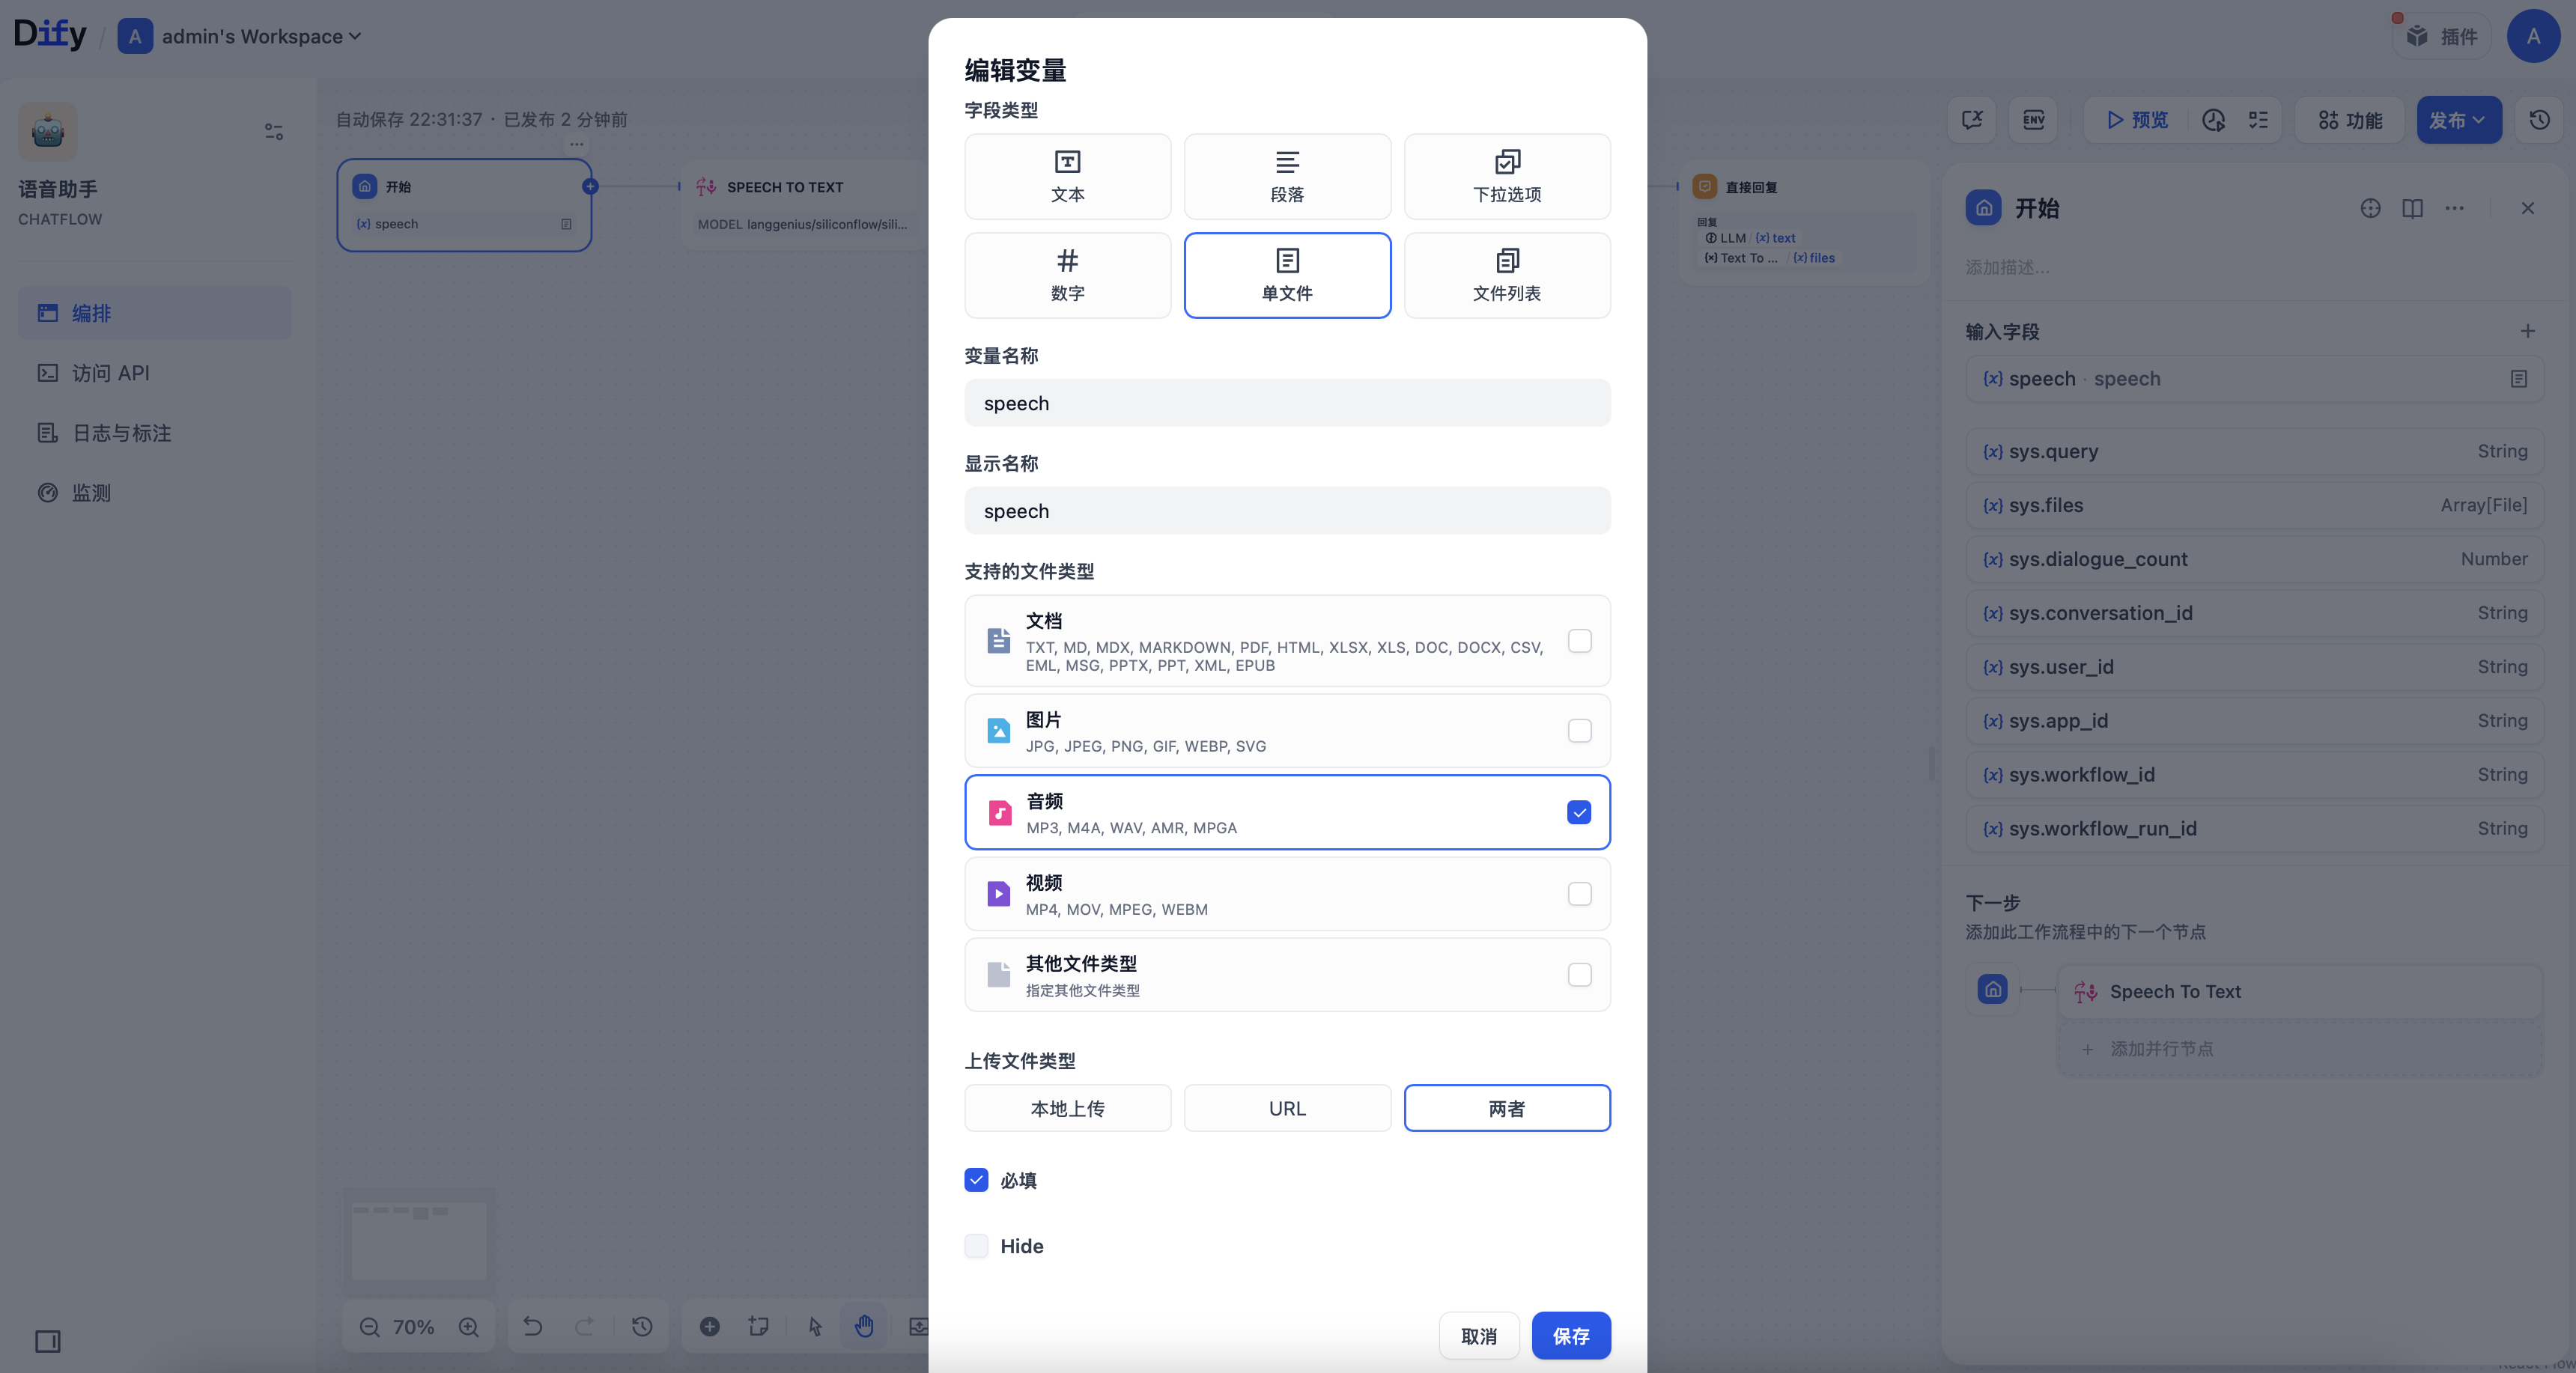 Dify / A admin's Workspace
插件
A
语音助手
CHATFLOW
编排
访问 API
日志与标注
监测
自动保存 22:31:37 · 已发布 2 分钟前
开始
{x} speech
SPEECH TO TEXT
MODEL langgenius/siliconflow/sili...
直接回复
回复
LLM / {x} text
{x} Text To ... / {x} files
70%
ENV
预览
功能
发布
编辑变量
字段类型
文本
段落
下拉选项
数字
单文件
文件列表
变量名称
speech
显示名称
speech
支持的文件类型
文档
TXT, MD, MDX, MARKDOWN, PDF, HTML, XLSX, XLS, DOC, DOCX, CSV,
EML, MSG, PPTX, PPT, XML, EPUB
图片
JPG, JPEG, PNG, GIF, WEBP, SVG
音频
MP3, M4A, WAV, AMR, MPGA
视频
MP4, MOV, MPEG, WEBM
其他文件类型
指定其他文件类型
上传文件类型
本地上传
URL
两者
必填
Hide
取消
保存
开始
添加描述...
输入字段
{x} speech · speech
{x} sys.query String
{x} sys.files Array[File]
{x} sys.dialogue_count Number
{x} sys.conversation_id String
{x} sys.user_id String
{x} sys.app_id String
{x} sys.workflow_id String
{x} sys.workflow_run_id String
下一步
添加此工作流程中的下一个节点
Speech To Text
添加并行节点